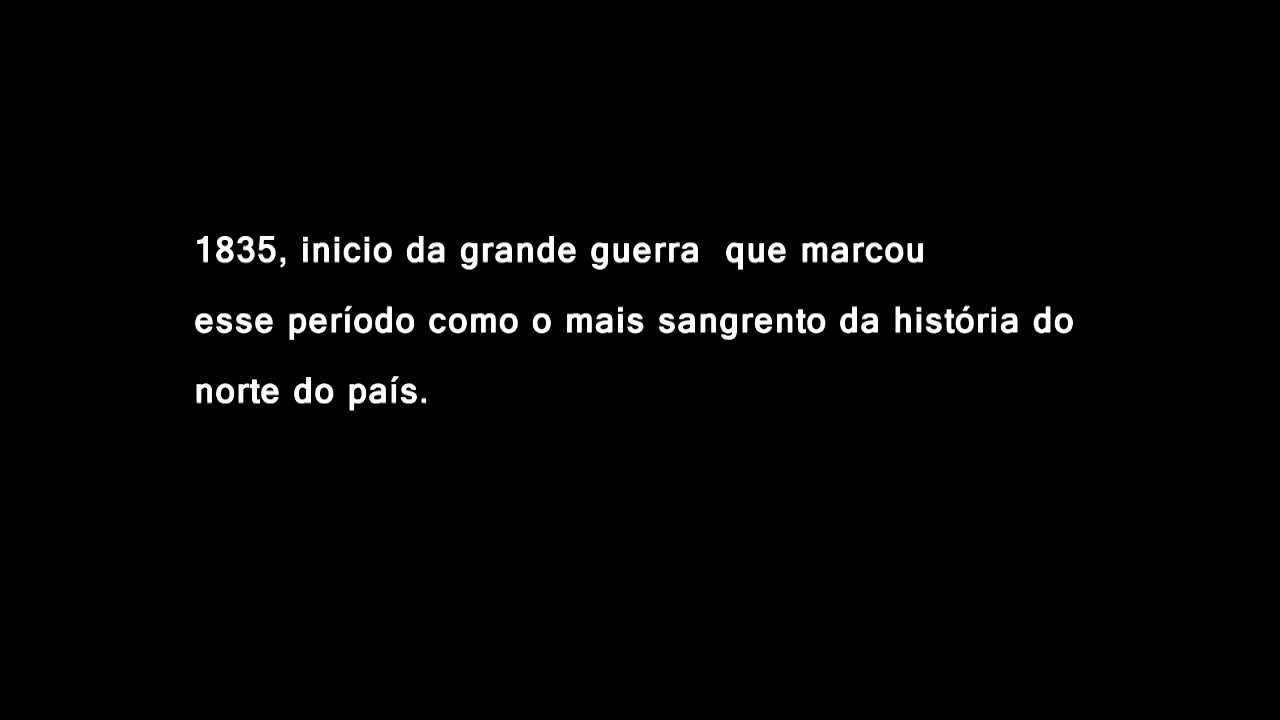 1835, inicio da grande guerra  que marcou
esse período como o mais sangrento da história do
norte do país.